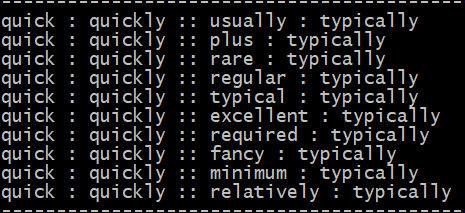 --------------------------------------------------
quick : quickly :: usually : typically
quick : quickly :: plus : typically
quick : quickly :: rare : typically
quick : quickly :: regular : typically
quick : quickly :: typical : typically
quick : quickly :: excellent : typically
quick : quickly :: required : typically
quick : quickly :: fancy : typically
quick : quickly :: minimum : typically
quick : quickly :: relatively : typically
--------------------------------------------------